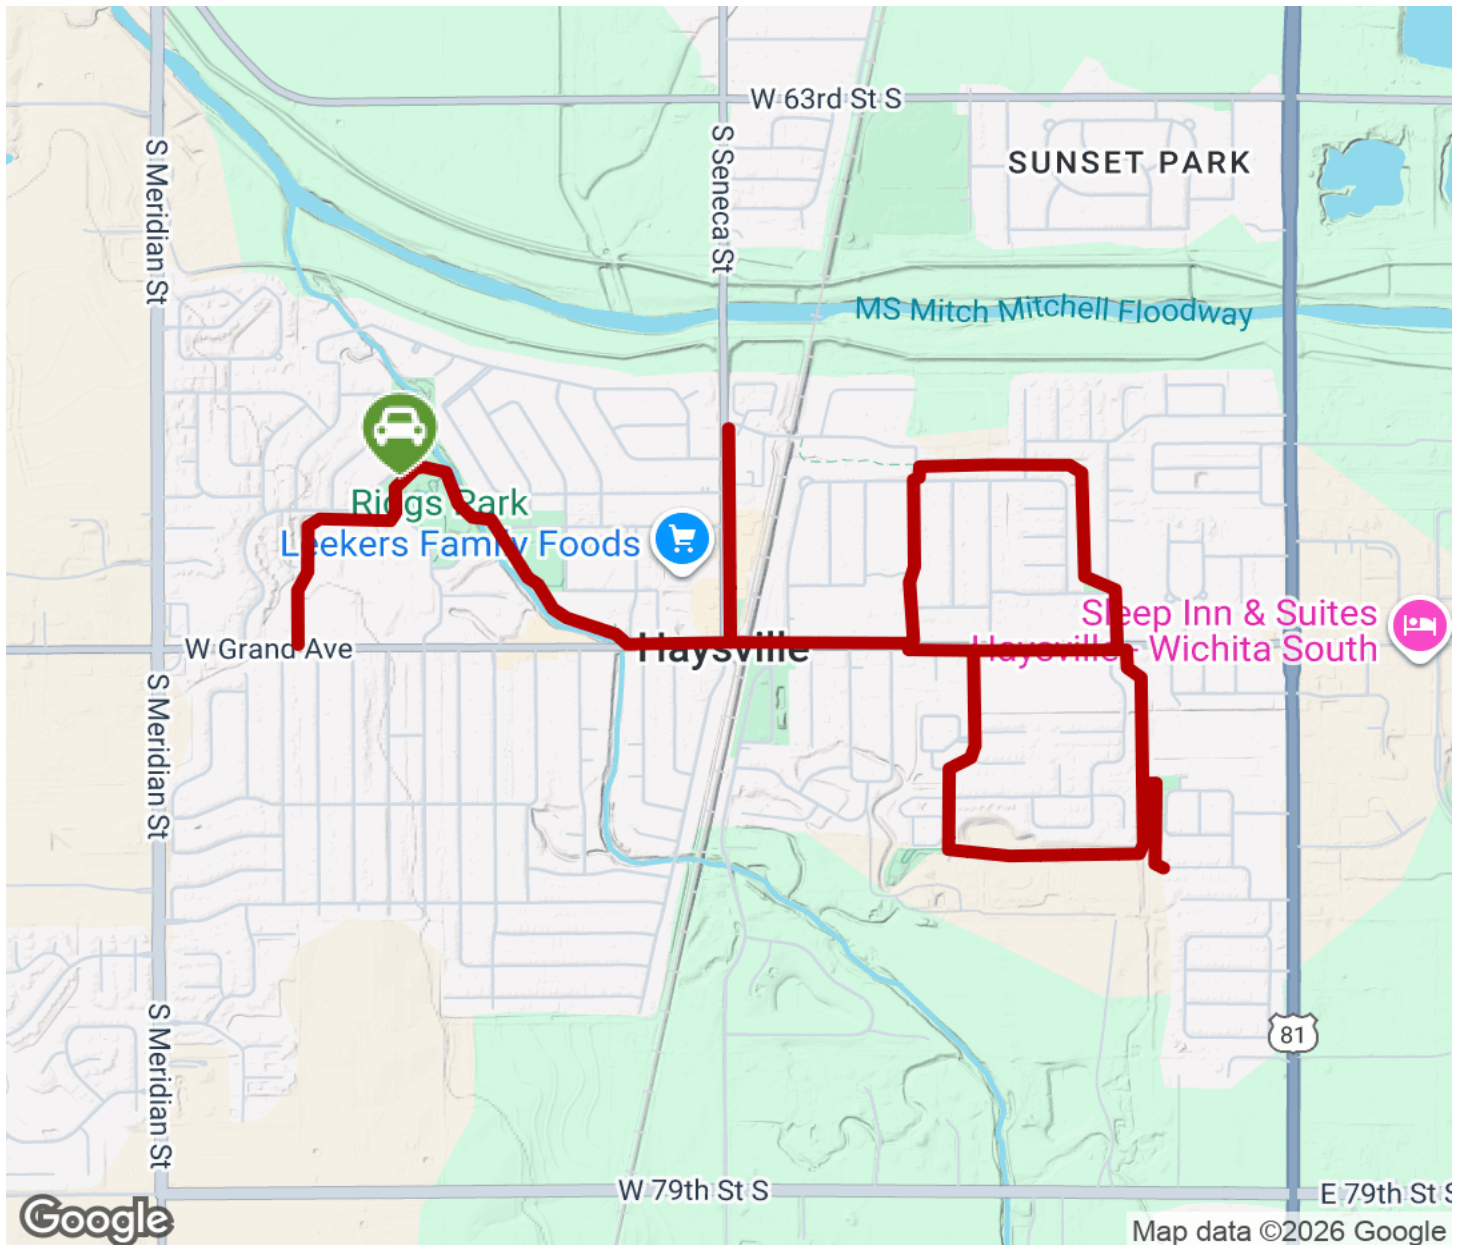 W 63rd St S
SUNSET PARK
S Meridian St
S Seneca St
MS Mitch Mitchell Floodway
Riggs Park
Leekers Family Foods
Sleep Inn & Suites
Haysville - Wichita South
W Grand Ave
Haysville
S Meridian St
S Meridian St
81
W 79th St S
E 79th St S
Google
Map data ©2026 Google